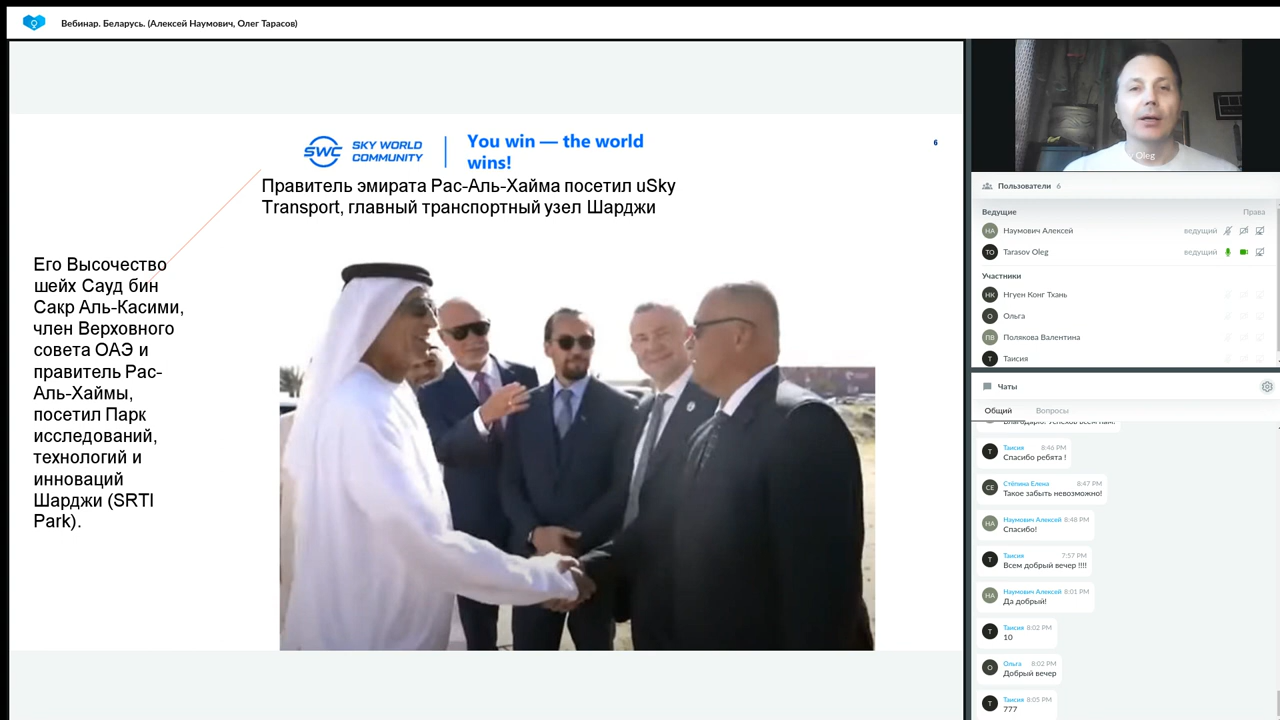 Вебинар. Беларусь. (Алексей Наумович, Олег Тарасов)
SWC
SKY WORLD
COMMUNITY
You win — the world
wins!
6
Правитель эмирата Рас-Аль-Хайма посетил uSky
Transport, главный транспортный узел Шарджи
Его Высочество
шейх Сауд бин
Сакр Аль-Касими,
член Верховного
совета ОАЭ и
правитель Рас-
Аль-Хаймы,
посетил Парк
исследований,
технологий и
инноваций
Шарджи (SRTI
Park).
Oleg
Пользователи 6
Ведущие Права
НА Наумович Алексей ведущий
TO Tarasov Oleg ведущий
Участники
НК Нгуен Конг Тхань
О Ольга
ПВ Полякова Валентина
Т Таисия
Чаты
Общий Вопросы
Т Таисия 8:46 PM
Спасибо ребята !
СЕ Стёпина Елена 8:47 PM
Такое забыть невозможно!
НА Наумович Алексей 8:48 PM
Спасибо!
Т Таисия 7:57 PM
Всем добрый вечер !!!!
НА Наумович Алексей 8:01 PM
Да добрый!
Т Таисия 8:02 PM
10
О Ольга 8:02 PM
Добрый вечер
Т Таисия 8:05 PM
777